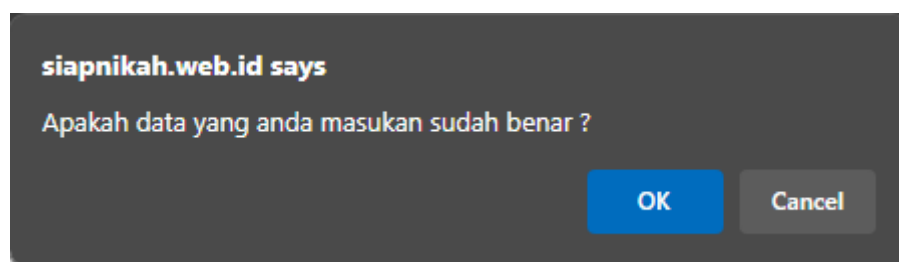 siapnikah.web.id says
Apakah data yang anda masukan sudah benar ?
OK Cancel